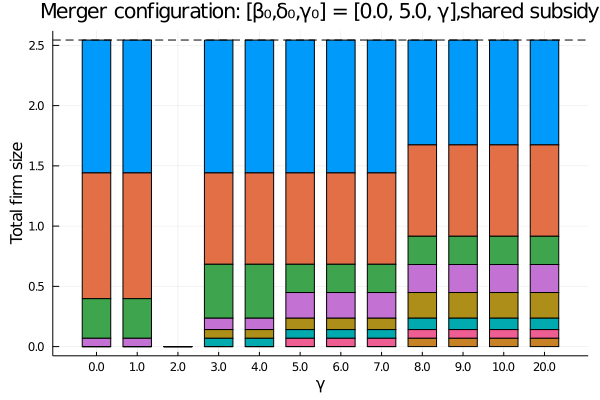 Merger configuration: [β₀,δ₀,γ₀] = [0.0, 5.0, γ],shared subsidy
Total firm size
2.5
2.0
1.5
1.0
0.5
0.0
0.0 1.0 2.0 3.0 4.0 5.0 6.0 7.0 8.0 9.0 10.0 20.0
γ